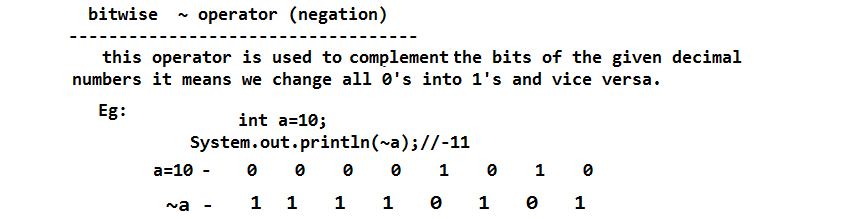 bitwise ~ operator (negation)
-----------------------------------
this operator is used to complement the bits of the given decimal
numbers it means we change all 0's into 1's and vice versa.
Eg:
int a=10;
System.out.println(~a);//-11
a=10 - 0 0 0 0 1 0 1 0
~a - 1 1 1 1 0 1 0 1